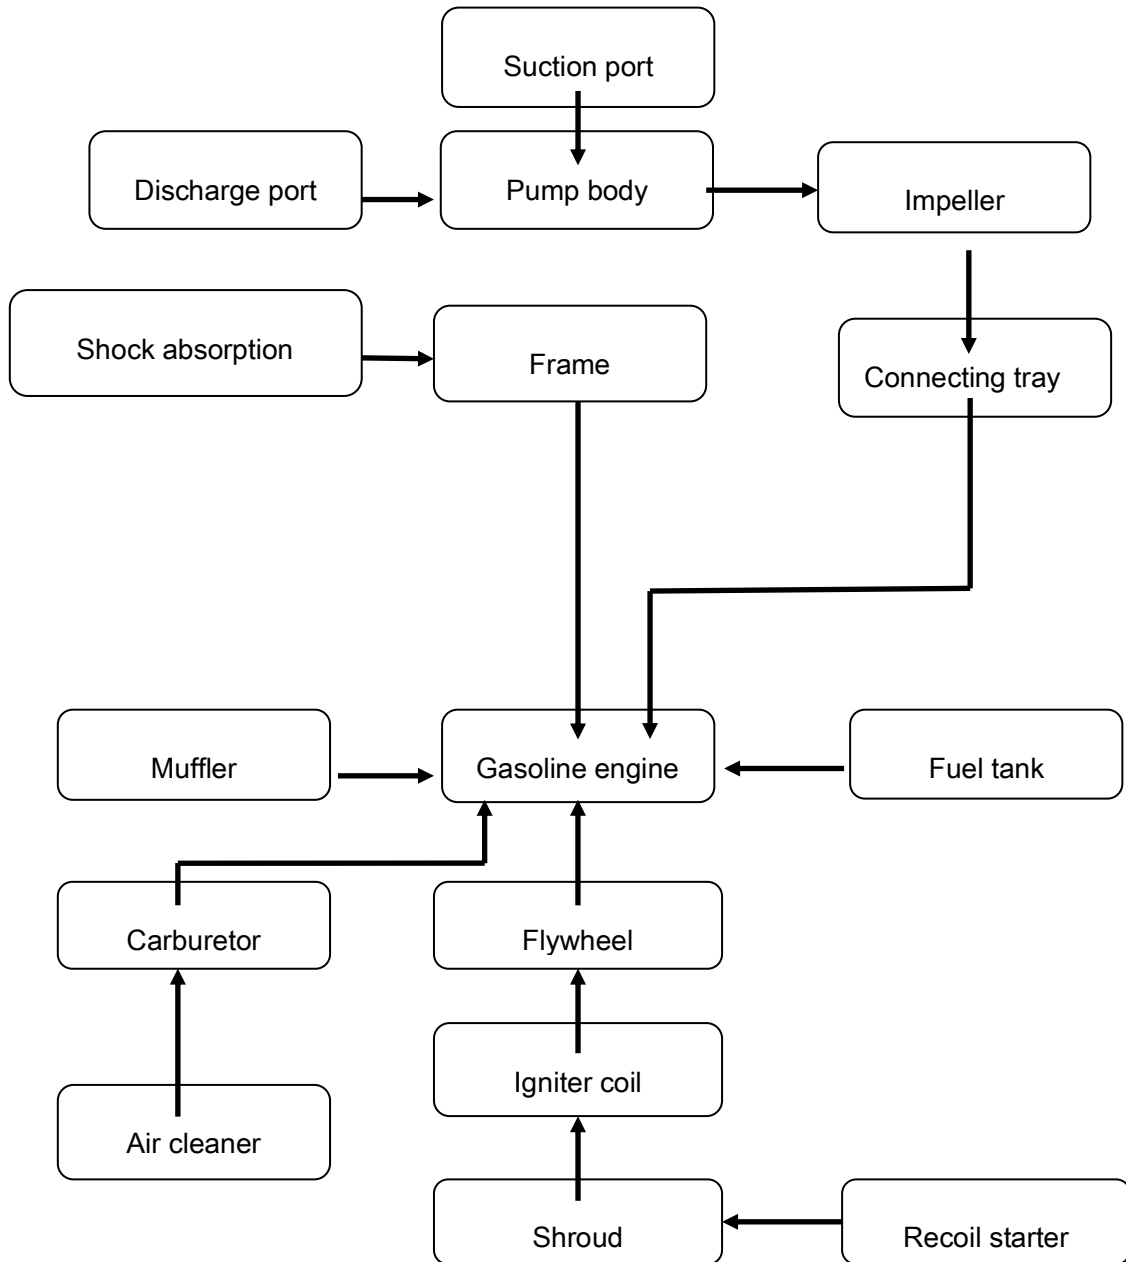 Suction port
Discharge port
Pump body
Impeller
Shock absorption
Frame
Connecting tray
Muffler
Gasoline engine
Fuel tank
Carburetor
Flywheel
Igniter coil
Air cleaner
Shroud
Recoil starter